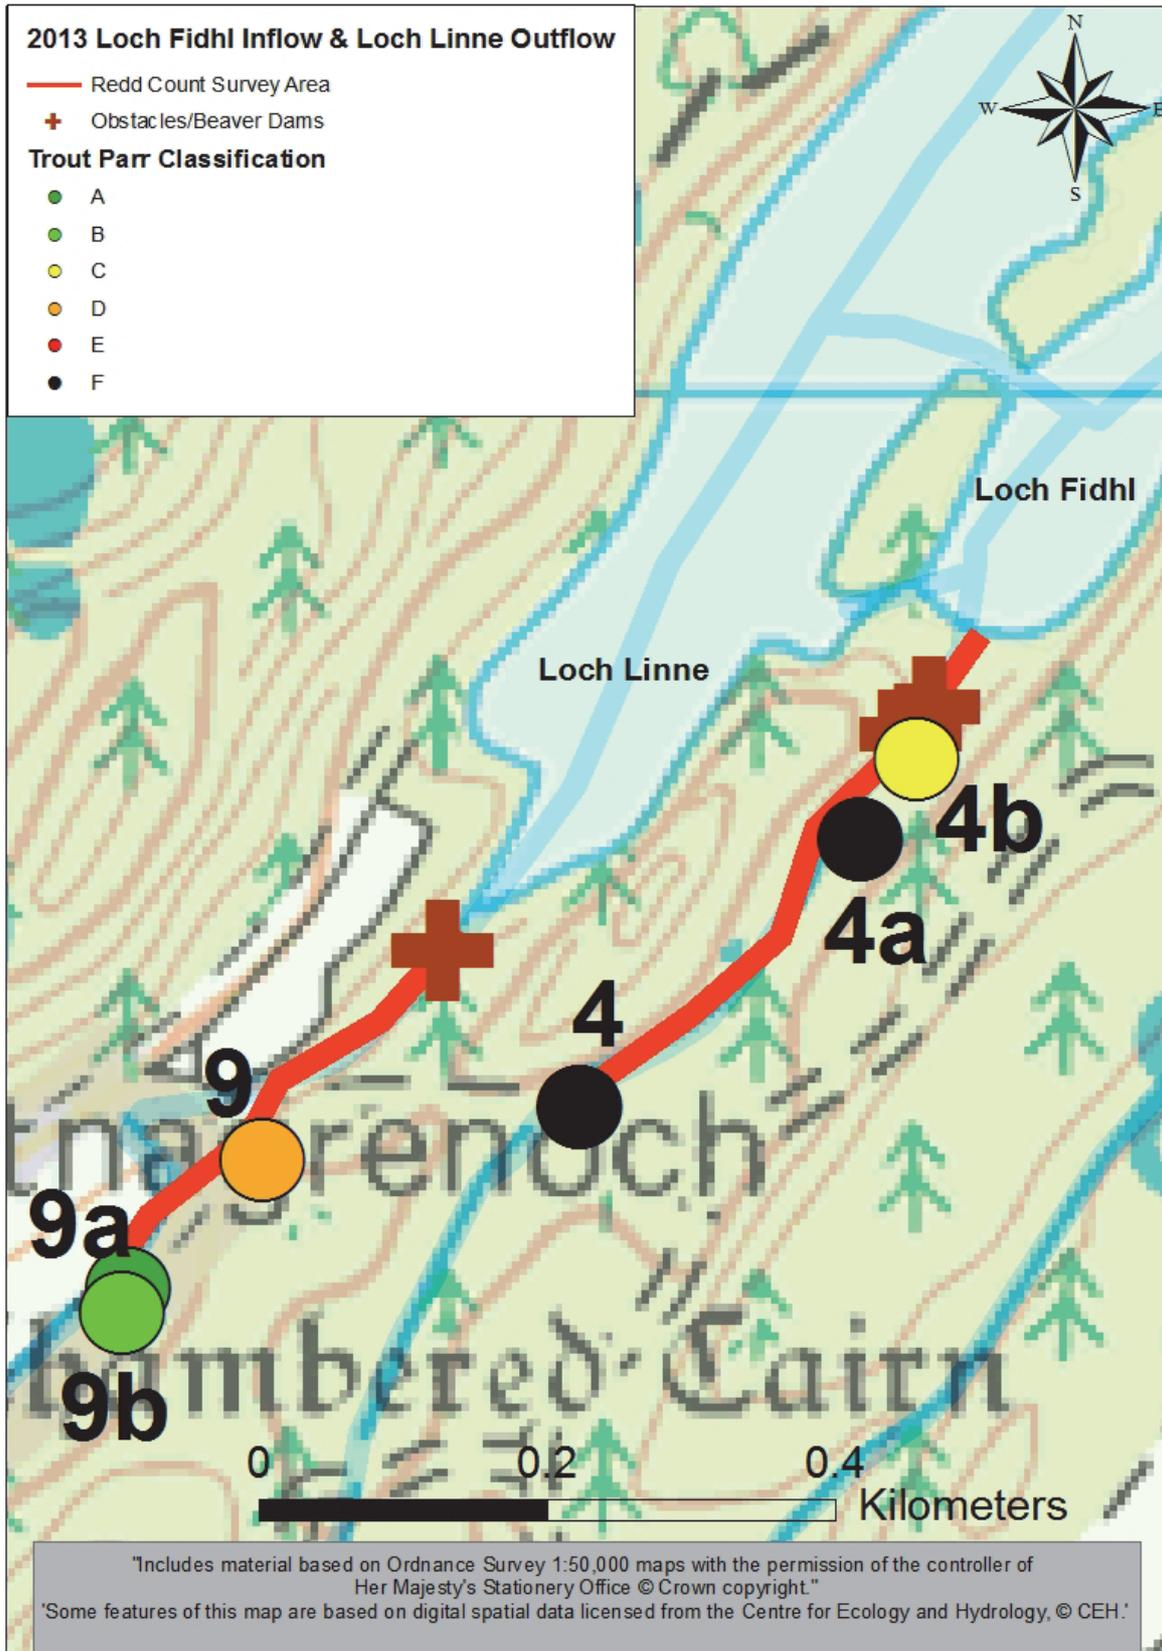 2013 Loch Fidhl Inflow & Loch Linne Outflow
Redd Count Survey Area
Obstacles/Beaver Dams
Trout Parr Classification
A
B
C
D
E
F
N
W
E
S
Loch Fidhl
Loch Linne
4b
4a
4
9
9a
9b
Cairn
0 0.2 0.4
Kilometers
"Includes material based on Ordnance Survey 1:50,000 maps with the permission of the controller of
Her Majesty's Stationery Office © Crown copyright."
'Some features of this map are based on digital spatial data licensed from the Centre for Ecology and Hydrology, © CEH.'